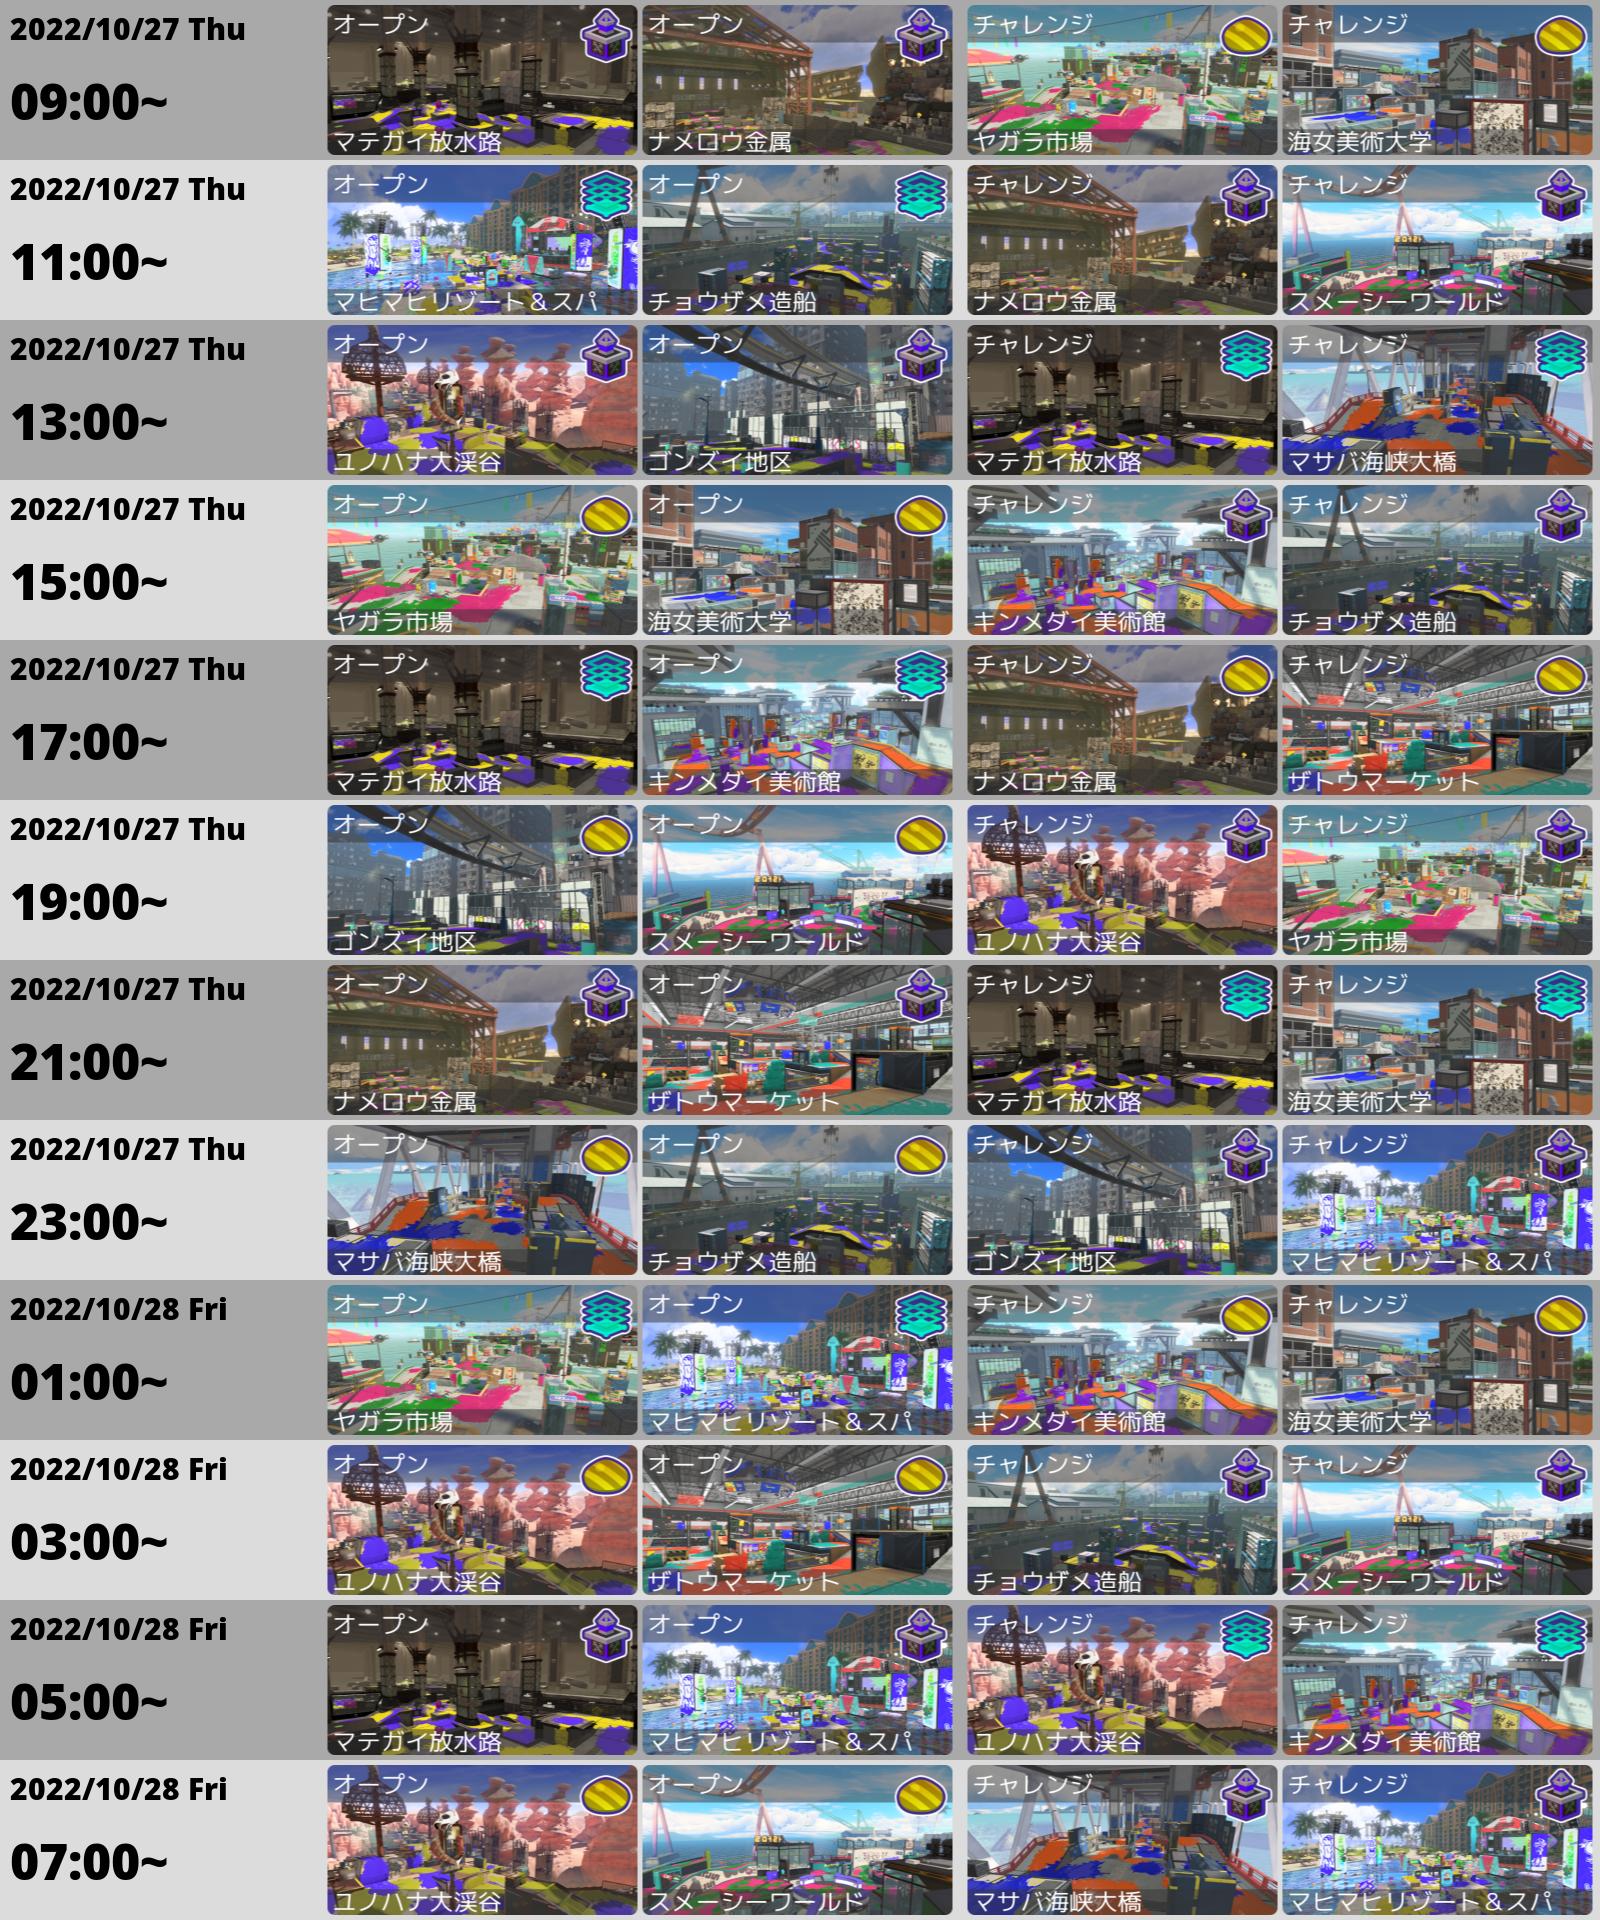 2022/10/27 Thu
09:00~
オープン
マテガイ放水路
オープン
ナメロウ金属
チャレンジ
ヤガラ市場
チャレンジ
海女美術大学
2022/10/27 Thu
11:00~
オープン
マヒマヒリゾート＆スパ
オープン
チョウザメ造船
チャレンジ
ナメロウ金属
チャレンジ
スメーシーワールド
2022/10/27 Thu
13:00~
オープン
ユノハナ大渓谷
オープン
ゴンズイ地区
チャレンジ
マテガイ放水路
チャレンジ
マサバ海峡大橋
2022/10/27 Thu
15:00~
オープン
ヤガラ市場
オープン
海女美術大学
チャレンジ
キンメダイ美術館
チャレンジ
チョウザメ造船
2022/10/27 Thu
17:00~
オープン
マテガイ放水路
オープン
キンメダイ美術館
チャレンジ
ナメロウ金属
チャレンジ
ザトウマーケット
2022/10/27 Thu
19:00~
オープン
ゴンズイ地区
オープン
スメーシーワールド
チャレンジ
ユノハナ大渓谷
チャレンジ
ヤガラ市場
2022/10/27 Thu
21:00~
オープン
ナメロウ金属
オープン
ザトウマーケット
チャレンジ
マテガイ放水路
チャレンジ
海女美術大学
2022/10/27 Thu
23:00~
オープン
マサバ海峡大橋
オープン
チョウザメ造船
チャレンジ
ゴンズイ地区
チャレンジ
マヒマヒリゾート＆スパ
2022/10/28 Fri
01:00~
オープン
ヤガラ市場
オープン
マヒマヒリゾート＆スパ
チャレンジ
キンメダイ美術館
チャレンジ
海女美術大学
2022/10/28 Fri
03:00~
オープン
ユノハナ大渓谷
オープン
ザトウマーケット
チャレンジ
チョウザメ造船
チャレンジ
スメーシーワールド
2022/10/28 Fri
05:00~
オープン
マテガイ放水路
オープン
マヒマヒリゾート＆スパ
チャレンジ
ユノハナ大渓谷
チャレンジ
キンメダイ美術館
2022/10/28 Fri
07:00~
オープン
ユノハナ大渓谷
オープン
スメーシーワールド
チャレンジ
マサバ海峡大橋
チャレンジ
マヒマヒリゾート＆スパ